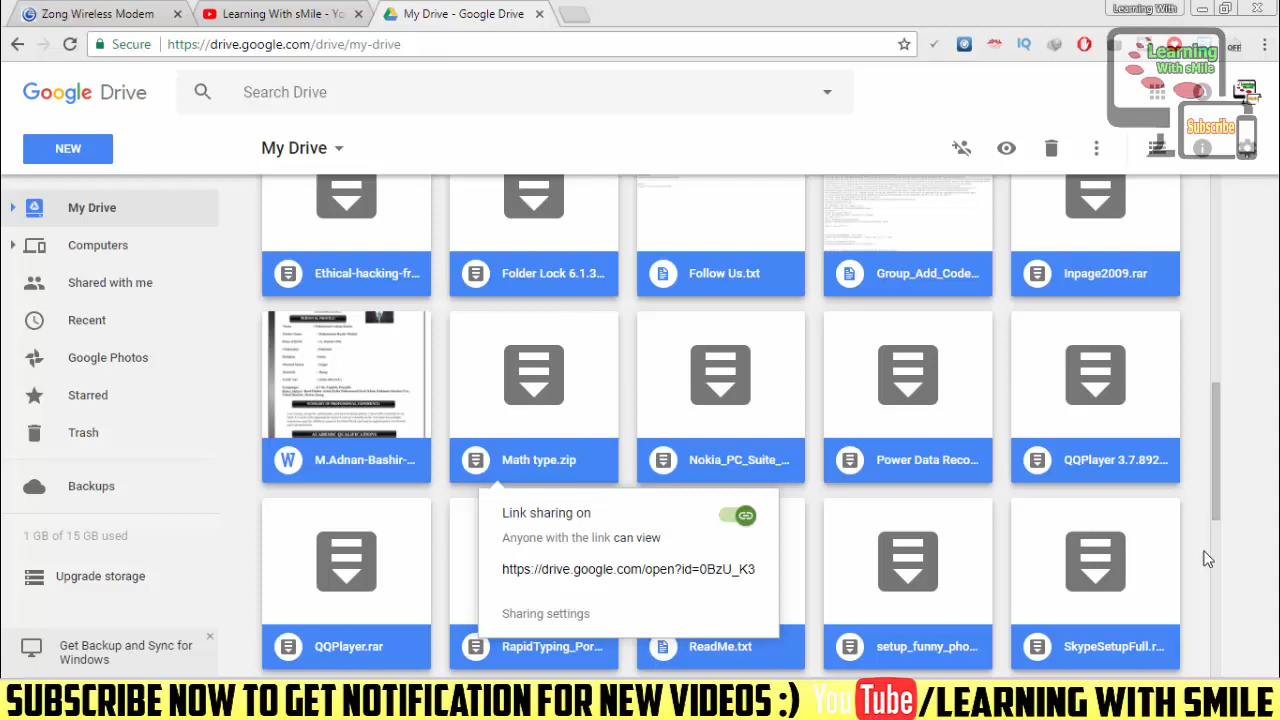 Zong Wireless Modem
Learning With sMile - Yo
My Drive - Google Drive
Learning With
Secure
https://drive.google.com/drive/my-drive
IQ
OFF
Learning
With sMile
Google Drive
Search Drive
Subscribe
NEW
My Drive
My Drive
Computers
Shared with me
Recent
Google Photos
Starred
Trash
Backups
1 GB of 15 GB used
Upgrade storage
Get Backup and Sync for
Windows
Ethical-hacking-fr...
Folder Lock 6.1.3...
Follow Us.txt
Group_Add_Code...
Inpage2009.rar
PERSONAL PROFILE
ACADEMIC QUALIFICATIONS
W
M.Adnan-Bashir-...
Math type.zip
Nokia_PC_Suite_...
Power Data Reco...
QQPlayer 3.7.892...
Link sharing on
Anyone with the link can view
https://drive.google.com/open?id=0BzU_K3
Sharing settings
QQPlayer.rar
RapidTyping_Por...
ReadMe.txt
setup_funny_pho...
SkypeSetupFull.r...
SUBSCRIBE NOW TO GET NOTIFICATION FOR NEW VIDEOS :) YouTube/LEARNING WITH SMILE